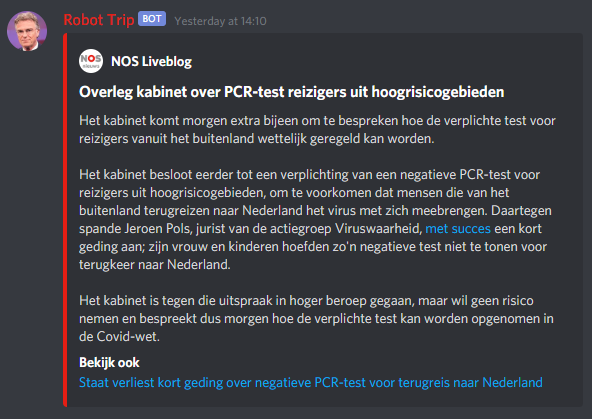 Robot Trip BOT Yesterday at 14:10
NOS NIEUWS NOS Liveblog
Overleg kabinet over PCR-test reizigers uit hoogrisicogebieden
Het kabinet komt morgen extra bijeen om te bespreken hoe de verplichte test voor
reizigers vanuit het buitenland wettelijk geregeld kan worden.
Het kabinet besloot eerder tot een verplichting van een negatieve PCR-test voor
reizigers uit hoogrisicogebieden, om te voorkomen dat mensen die van het
buitenland terugreizen naar Nederland het virus met zich meebrengen. Daartegen
spande Jeroen Pols, jurist van de actiegroep Viruswaarheid, met succes een kort
geding aan; zijn vrouw en kinderen hoefden zo'n negatieve test niet te tonen voor
terugkeer naar Nederland.
Het kabinet is tegen die uitspraak in hoger beroep gegaan, maar wil geen risico
nemen en bespreekt dus morgen hoe de verplichte test kan worden opgenomen in
de Covid-wet.
Bekijk ook
Staat verliest kort geding over negatieve PCR-test voor terugreis naar Nederland